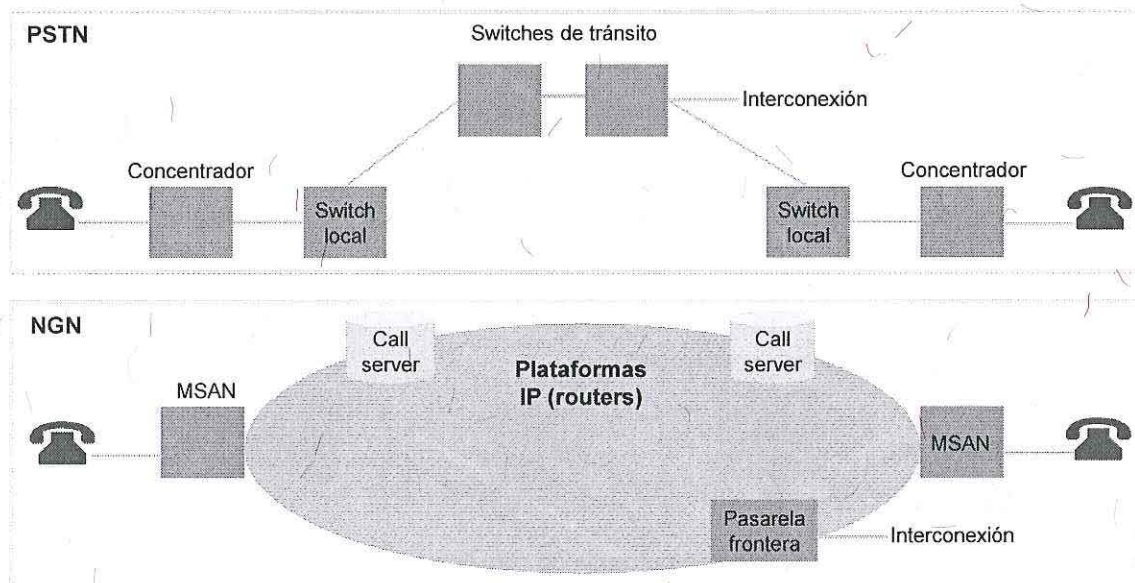 PSTN
Switches de tránsito
Interconexión
Concentrador
Concentrador
Switch
local
Switch
local
NGN
Call
server
Call
server
Plataformas
IP (routers)
MSAN
MSAN
Pasarela
frontera
Interconexión